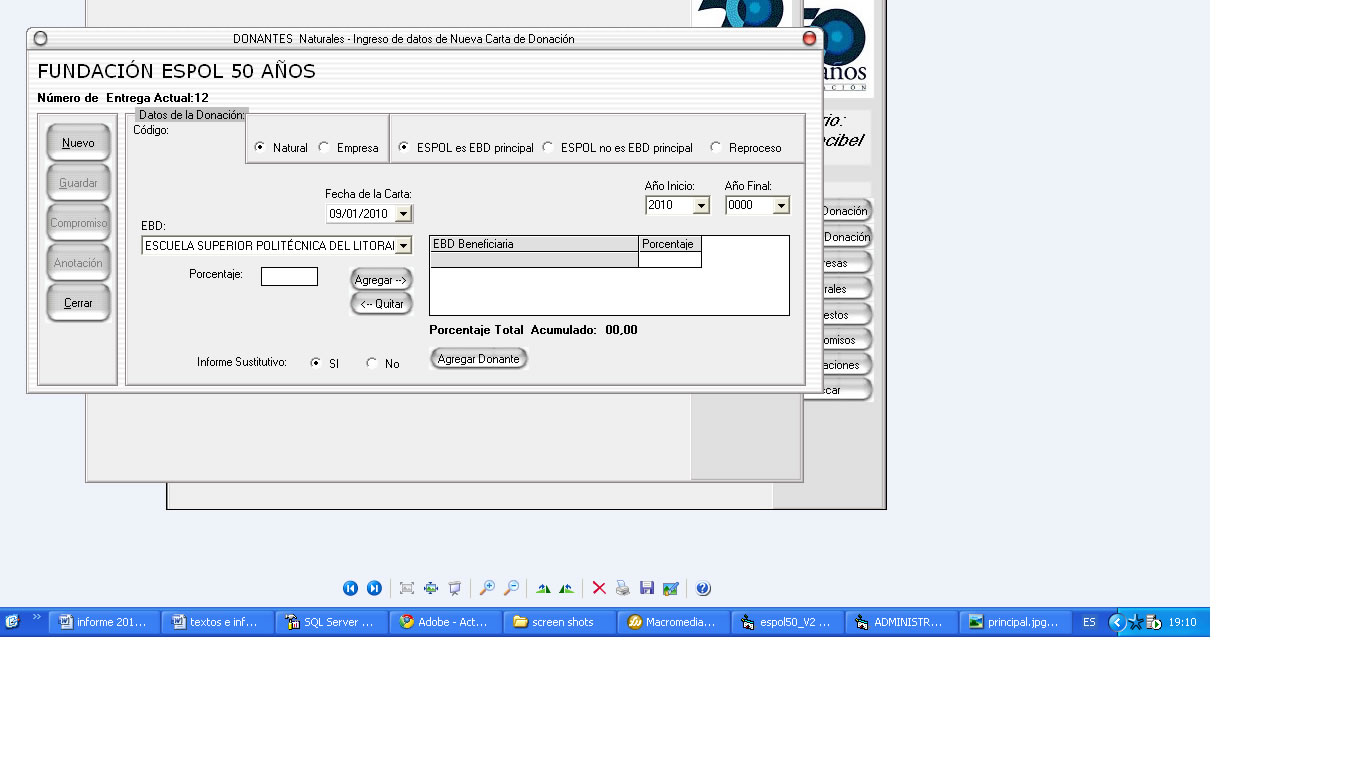 50
años
CIÓN
DONANTES Naturales - Ingreso de datos de Nueva Carta de Donación
FUNDACIÓN ESPOL 50 AÑOS
Número de Entrega Actual:12
Datos de la Donación:
Código:
Natural
Empresa
ESPOL es EBD principal
ESPOL no es EBD principal
Reproceso
Nuevo
Guardar
Compromiso
Anotación
Cerrar
Fecha de la Carta:
09/01/2010
Año Inicio:
2010
Año Final:
0000
EBD:
ESCUELA SUPERIOR POLITÉCNICA DEL LITORAL
EBD Beneficiaria
Porcentaje
Porcentaje:
Agregar -->
<-- Quitar
Porcentaje Total Acumulado: 00,00
Informe Sustitutivo:
SI
No
Agregar Donante
rio:
cibel
Donación
Donación
esas
rales
estos
omisos
aciones
car
informe 201...
textos e inf...
SQL Server ...
Adobe - Act...
screen shots
Macromedia...
espol50_V2 ...
ADMINISTR...
principal.jpg...
ES
19:10